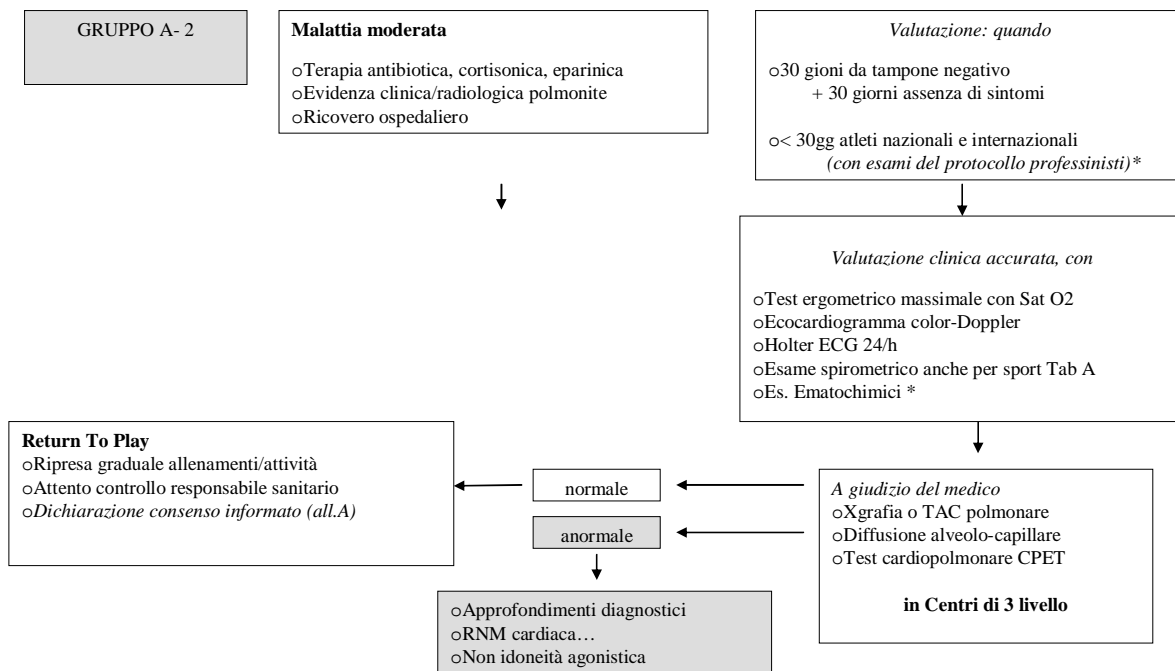 GRUPPO A- 2
Malattia moderata
○Terapia antibiotica, cortisonica, eparinica
○Evidenza clinica/radiologica polmonite
○Ricovero ospedaliero
Valutazione: quando
○30 gioni da tampone negativo
+ 30 giorni assenza di sintomi
○< 30gg atleti nazionali e internazionali
(con esami del protocollo professinisti)*
Valutazione clinica accurata, con
○Test ergometrico massimale con Sat O2
○Ecocardiogramma color-Doppler
○Holter ECG 24/h
○Esame spirometrico anche per sport Tab A
○Es. Ematochimici *
Return To Play
○Ripresa graduale allenamenti/attività
○Attento controllo responsabile sanitario
○Dichiarazione consenso informato (all.A)
normale
anormale
A giudizio del medico
○Xgrafia o TAC polmonare
○Diffusione alveolo-capillare
○Test cardiopolmonare CPET
in Centri di 3 livello
○Approfondimenti diagnostici
○RNM cardiaca…
○Non idoneità agonistica